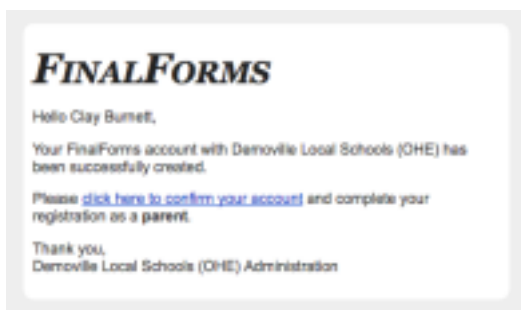 FINALFORMS
Hello Clay Burnett,
Your FinalForms account with Demoville Local Schools (OHE) has
been successfully created.
Please click here to confirm your account and complete your
registration as a parent.
Thank you,
Demoville Local Schools (OHE) Administration